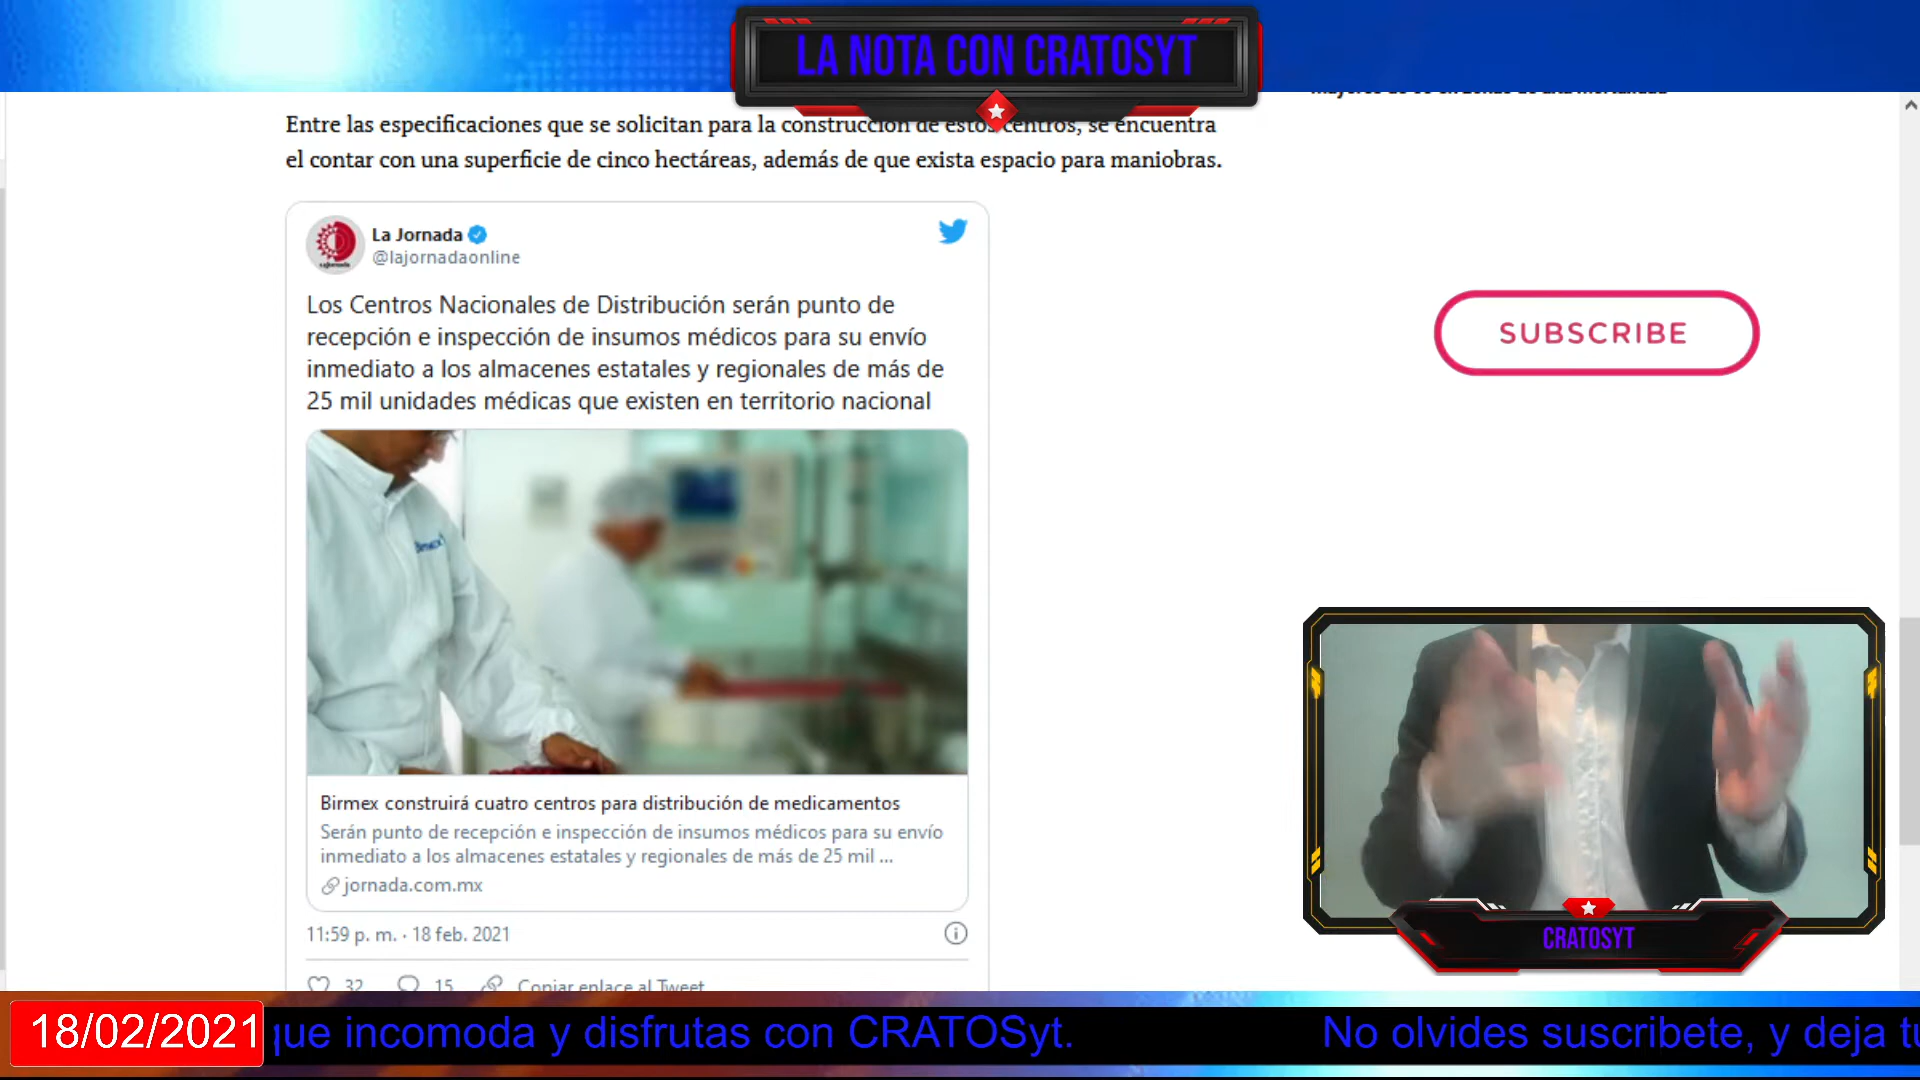 LA NOTA CON CRATOSYT
Entre las especificaciones que se solicitan para la construcción de estos centros, se encuentra
el contar con una superficie de cinco hectáreas, además de que exista espacio para maniobras.
La Jornada
@lajornadaonline
Los Centros Nacionales de Distribución serán punto de
recepción e inspección de insumos médicos para su envío
inmediato a los almacenes estatales y regionales de más de
25 mil unidades médicas que existen en territorio nacional
Birmex
Birmex construirá cuatro centros para distribución de medicamentos
Serán punto de recepción e inspección de insumos médicos para su envío
inmediato a los almacenes estatales y regionales de más de 25 mil ...
jornada.com.mx
11:59 p. m. · 18 feb. 2021
32 15 Copiar enlace al Tweet
SUBSCRIBE
CRATOSYT
18/02/2021 que incomoda y disfrutas con CRATOSyt. No olvides suscribete, y deja tu